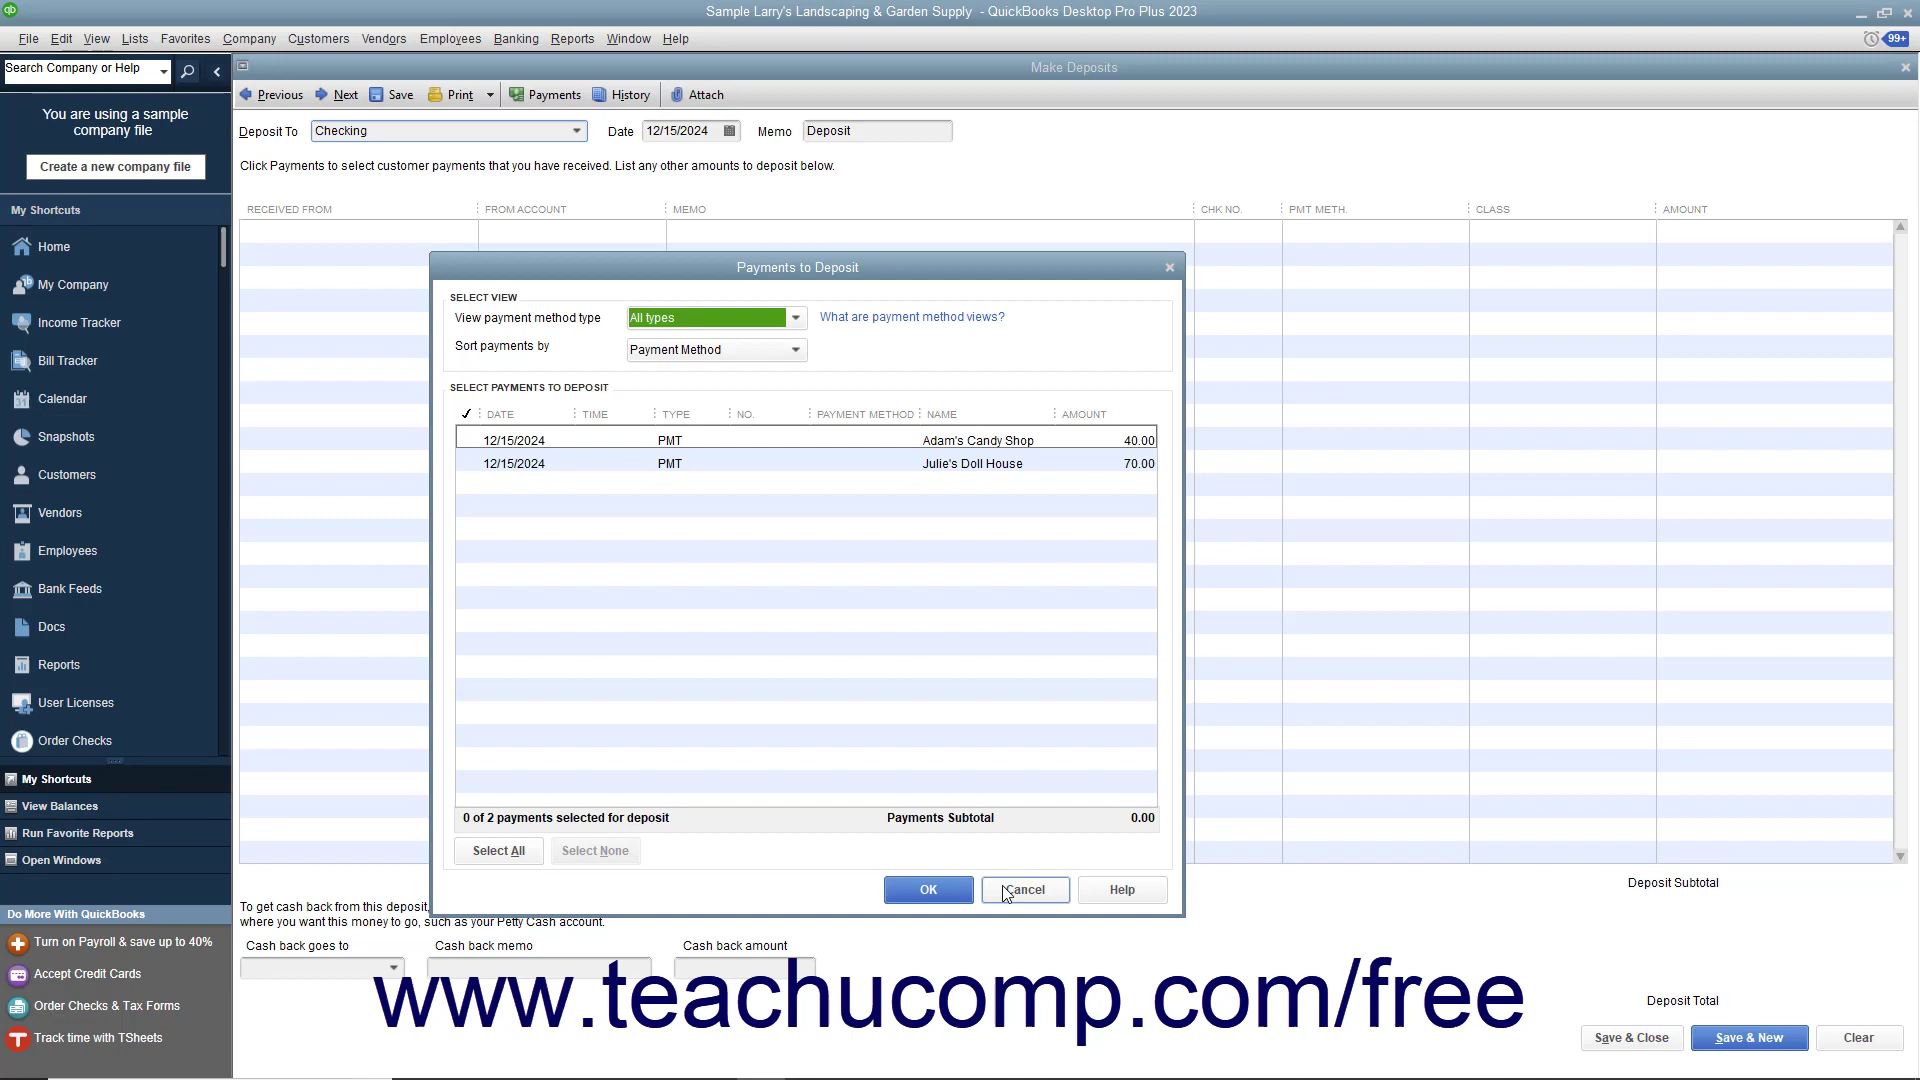 qb
Sample Larry's Landscaping & Garden Supply - QuickBooks Desktop Pro Plus 2023
File Edit View Lists Favorites Company Customers Vendors Employees Banking Reports Window Help
99+
Search Company or Help
Make Deposits
Previous Next Save Print Payments History Attach
You are using a sample
company file
Create a new company file
Deposit To Checking Date 12/15/2024 Memo Deposit
Click Payments to select customer payments that you have received. List any other amounts to deposit below.
My Shortcuts
RECEIVED FROM FROM ACCOUNT MEMO CHK NO. PMT METH. CLASS AMOUNT
Home
My Company
Income Tracker
Bill Tracker
31 Calendar
Snapshots
Customers
Vendors
Employees
Bank Feeds
Docs
Reports
User Licenses
Order Checks
My Shortcuts
View Balances
Run Favorite Reports
Open Windows
Do More With QuickBooks
Turn on Payroll & save up to 40%
Accept Credit Cards
Order Checks & Tax Forms
Track time with TSheets
Payments to Deposit
SELECT VIEW
View payment method type All types What are payment method views?
Sort payments by Payment Method
SELECT PAYMENTS TO DEPOSIT
✓ DATE TIME TYPE NO. PAYMENT METHOD NAME AMOUNT
12/15/2024 PMT Adam's Candy Shop 40.00
12/15/2024 PMT Julie's Doll House 70.00
0 of 2 payments selected for deposit Payments Subtotal 0.00
Select All Select None
OK Cancel Help
Deposit Subtotal
To get cash back from this deposit,
where you want this money to go, such as your Petty Cash account.
Cash back goes to Cash back memo Cash back amount
www.teachucomp.com/free
Deposit Total
Save & Close Save & New Clear